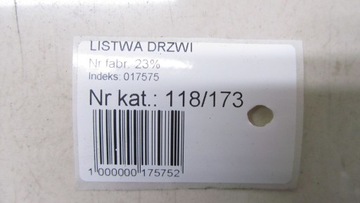 LISTWA DRZWI
Nr fabr. 23%
Indeks: 017575
Nr kat.: 118/173
1 000000 175752